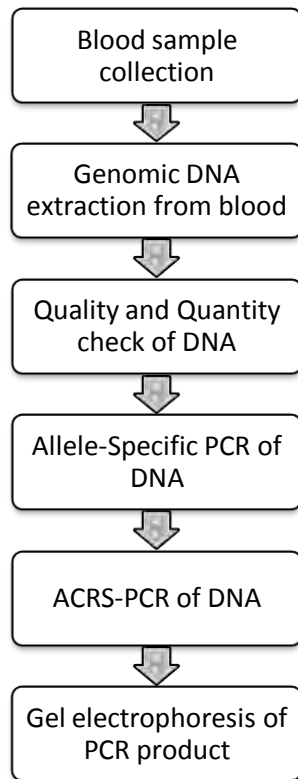 Blood sample
collection
Genomic DNA
extraction from blood
Quality and Quantity
check of DNA
Allele-Specific PCR of
DNA
ACRS-PCR of DNA
Gel electrophoresis of
PCR product